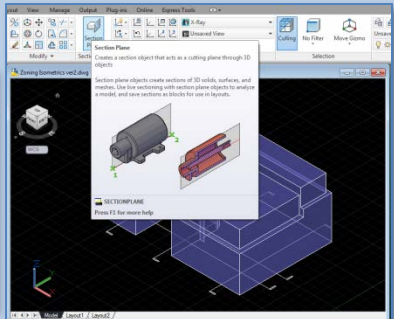 out View Manage Output Plug-ins Online Express Tools
X-Ray
Unsaved View
Section
Culling No Filter Move Gizmo
Modify Selection
Section Plane
Creates a section object that acts as a cutting plane through 3D
objects
Section plane objects create sections of 3D solids, surfaces, and
meshes. Use live sectioning with section plane objects to analyze
a model, and save sections as blocks for use in layouts.
1
2
SECTIONPLANE
Press F1 for more help
Zoning Isometrics ver2.dwg
WCS
Model Layout1 Layout2